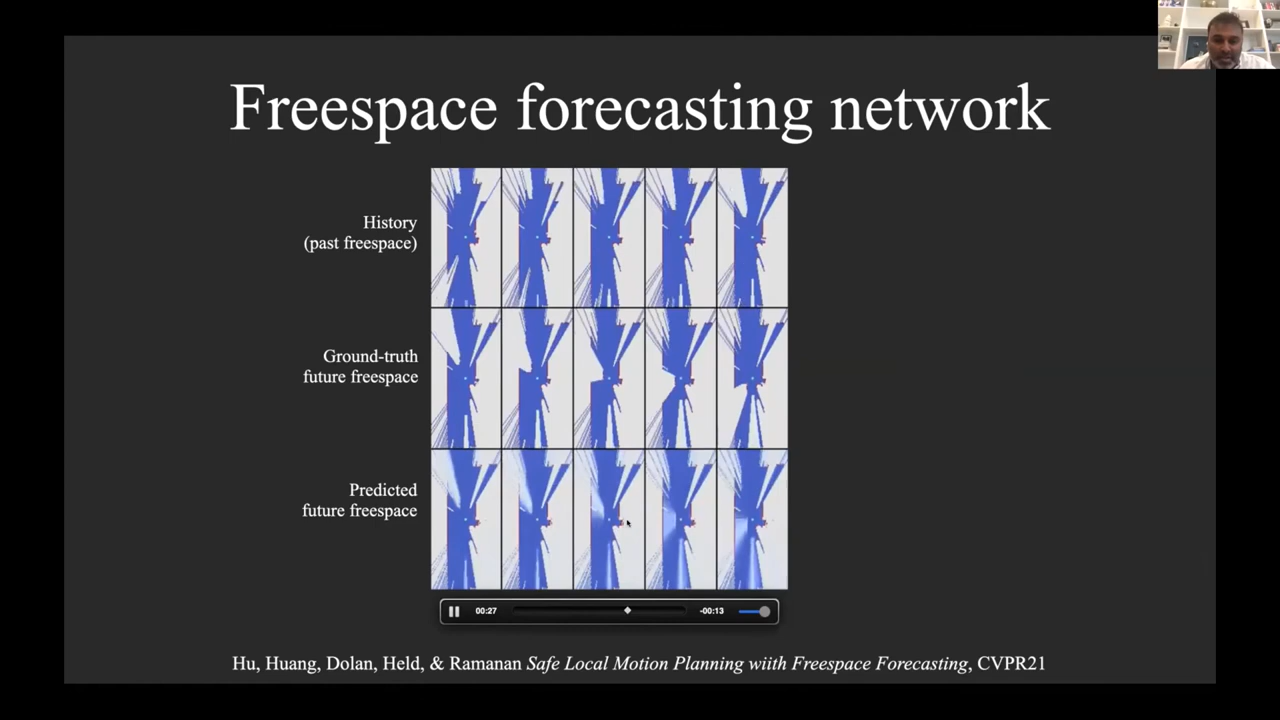 Freespace forecasting network
History
(past freespace)
Ground-truth
future freespace
Predicted
future freespace
00:27
-00:13
Hu, Huang, Dolan, Held, & Ramanan Safe Local Motion Planning wiith Freespace Forecasting, CVPR21